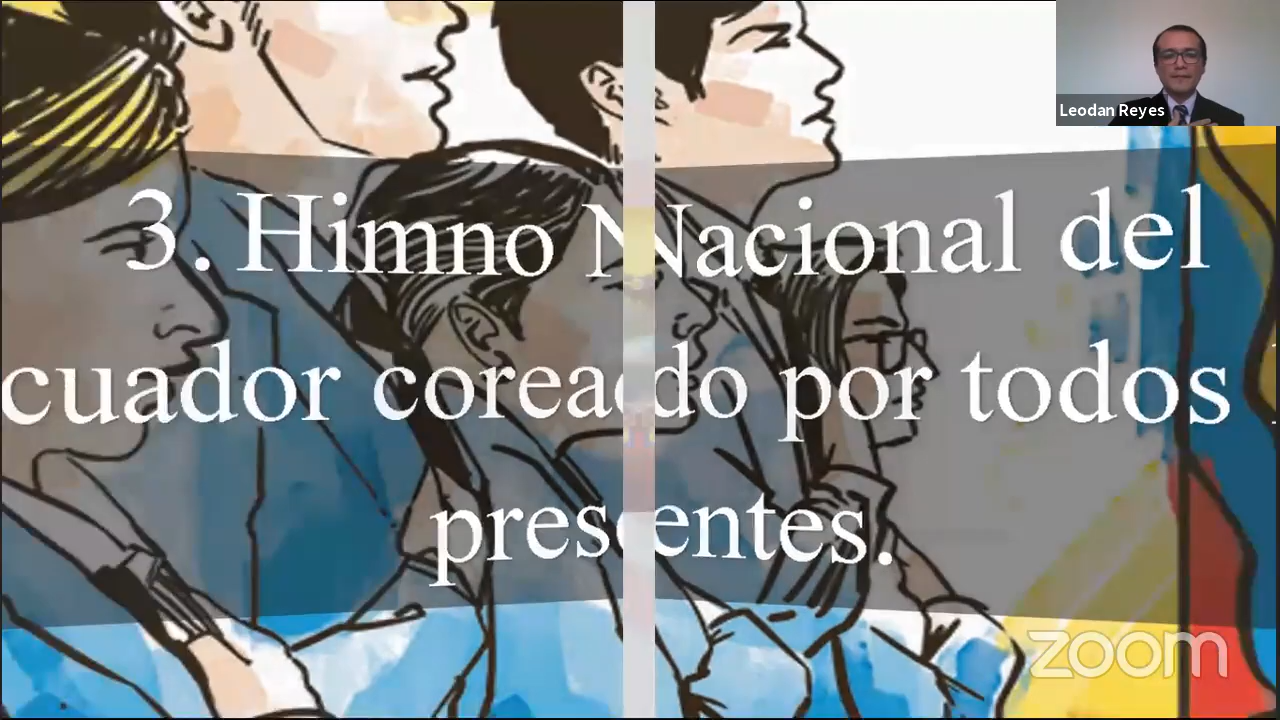 Leodan Reyes
3. Himno Nacional del
cuador coreado por todos
presentes.
zoom